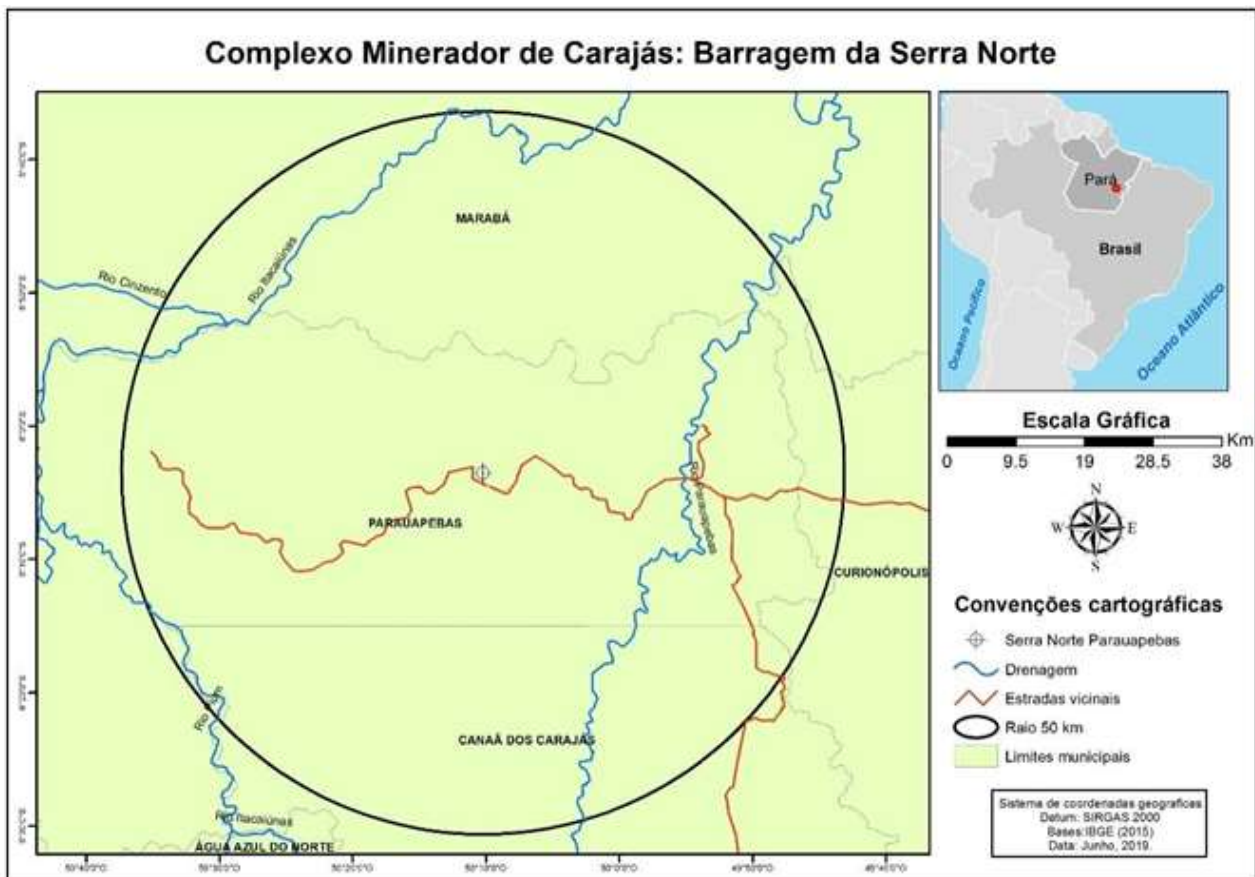 Complexo Minerador de Carajás: Barragem da Serra Norte
MARABÁ
Rio Cinzento
Rio Itacaiúnas
Rio Parauapebas
PARAUAPEBAS
CURIONÓPOLIS
CANAÃ DOS CARAJÁS
Rio Itacaiúnas
ÁGUA AZUL DO NORTE
Pará
Brasil
Oceano Pacífico
Oceano Atlântico
Escala Gráfica
Km
0 9.5 19 28.5 38
N
W E
S
Convenções cartográficas
Serra Norte Parauapebas
Drenagem
Estradas vicinais
Raio 50 km
Limites municipais
Sistema de coordenadas geograficas
Datum: SIRGAS 2000
Bases:IBGE (2015)
Data: Junho, 2019.